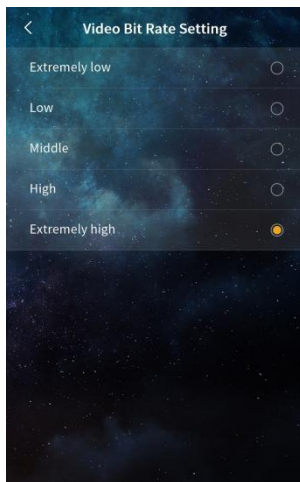 Video Bit Rate Setting
Extremely low
Low
Middle
High
Extremely high